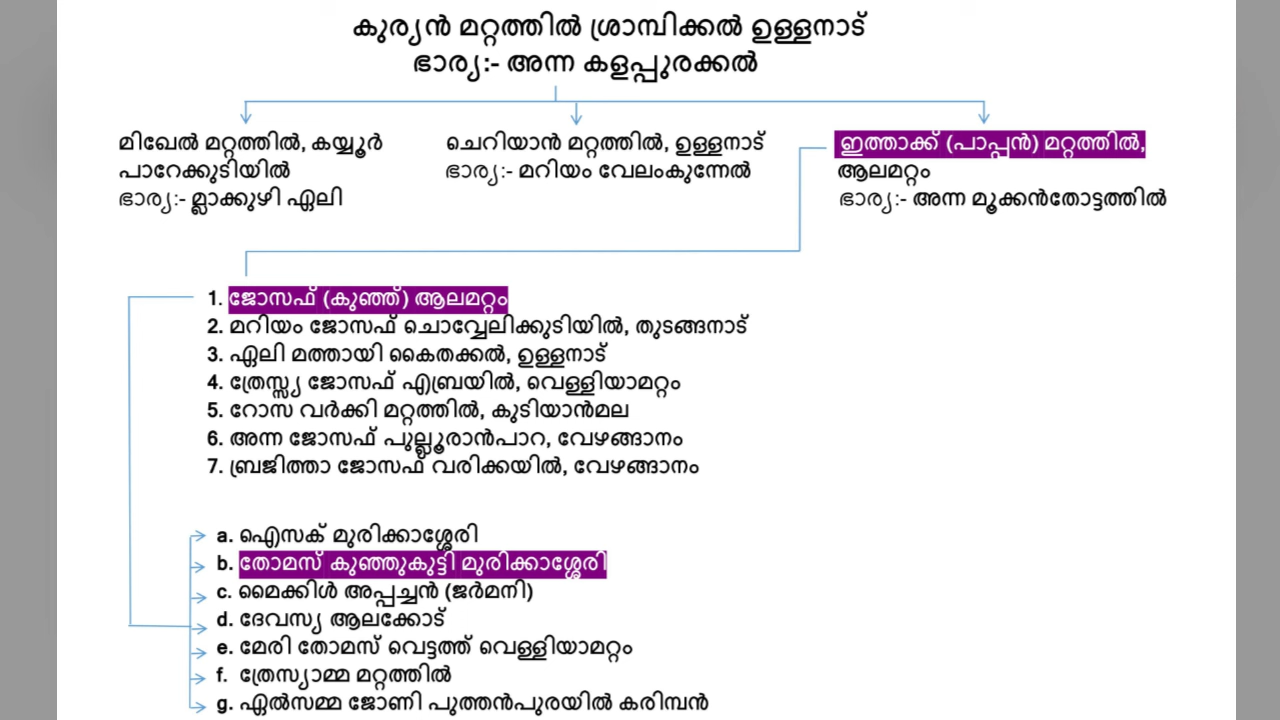 കുര്യൻ മറ്റത്തിൽ ശ്രാമ്പിക്കൽ ഉള്ളനാട്
ഭാര്യ:- അന്ന കളപ്പുരക്കൽ
മിഖേൽ മറ്റത്തിൽ, കയ്യൂർ
പാറേക്കുടിയിൽ
ഭാര്യ:- മ്ലാക്കുഴി ഏലി
ചെറിയാൻ മറ്റത്തിൽ, ഉള്ളനാട്
ഭാര്യ:- മറിയം വേലംകുന്നേൽ
ഇത്താക്ക് (പാപ്പൻ) മറ്റത്തിൽ,
ആലമറ്റം
ഭാര്യ:- അന്ന മൂക്കൻതോട്ടത്തിൽ
1. ജോസഫ് (കുഞ്ഞ്) ആലമറ്റം
2. മറിയം ജോസഫ് ചൊവ്വേലിക്കുടിയിൽ, തുടങ്ങനാട്
3. ഏലി മത്തായി കൈതക്കൽ, ഉള്ളനാട്
4. ത്രേസ്സ്യ ജോസഫ് എബ്രയിൽ, വെള്ളിയാമറ്റം
5. റോസ വർക്കി മറ്റത്തിൽ, കുടിയാൻമല
6. അന്ന ജോസഫ് പുല്ലൂരാൻപാറ, വേഴങ്ങാനം
7. ബ്രജിത്താ ജോസഫ് വരിക്കയിൽ, വേഴങ്ങാനം
a. ഐസക് മുരിക്കാശ്ശേരി
b. തോമസ് കുഞ്ഞുകുട്ടി മുരിക്കാശ്ശേരി
c. മൈക്കിൾ അപ്പച്ചൻ (ജർമനി)
d. ദേവസ്യ ആലക്കോട്
e. മേരി തോമസ് വെട്ടത്ത് വെള്ളിയാമറ്റം
f. ത്രേസ്യാമ്മ മറ്റത്തിൽ
g. ഏൽസമ്മ ജോണി പുത്തൻപുരയിൽ കരിമ്പൻ